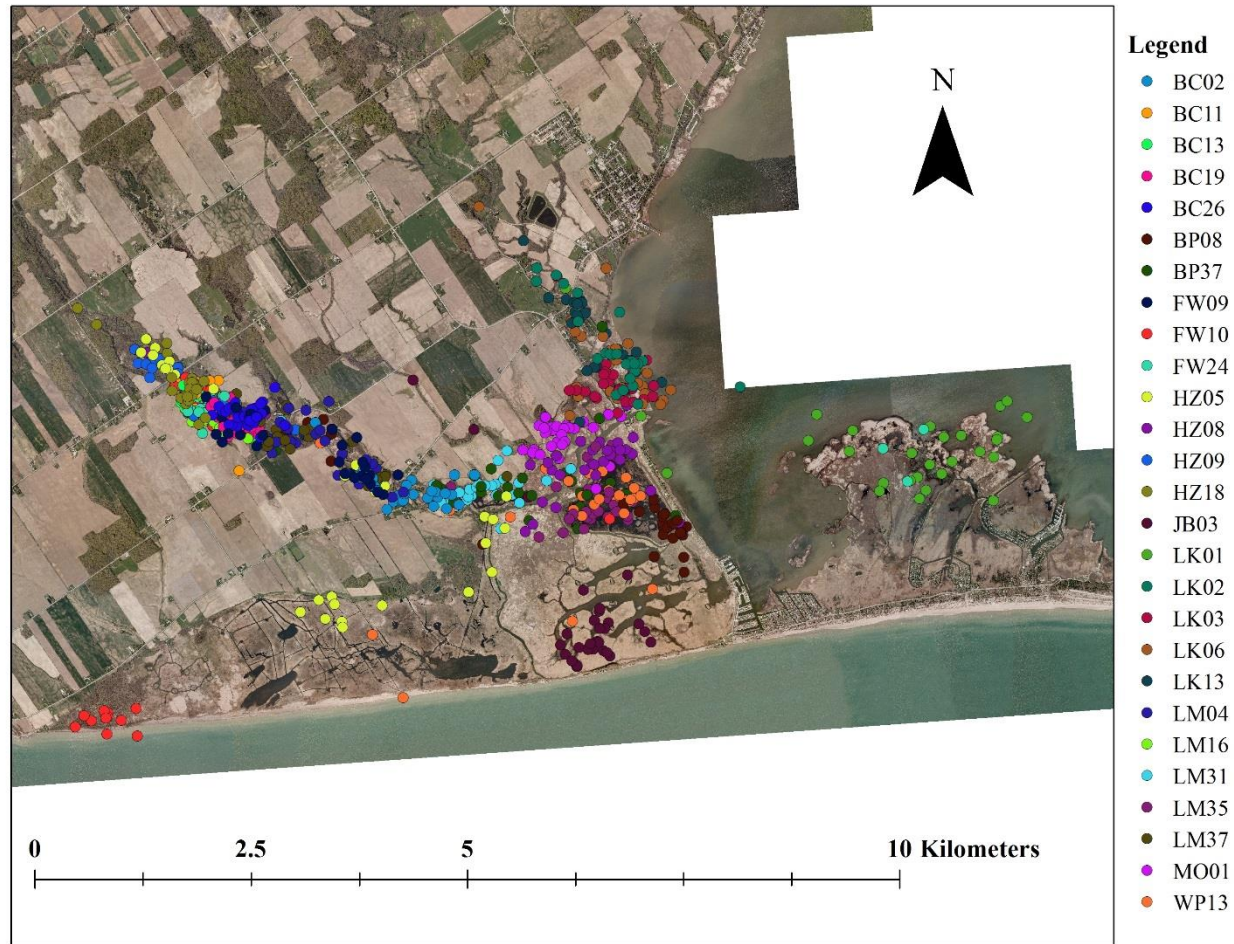 N
Legend
BC02
BC11
BC13
BC19
BC26
BP08
BP37
FW09
FW10
FW24
HZ05
HZ08
HZ09
HZ18
JB03
LK01
LK02
LK03
LK06
LK13
LM04
LM16
LM31
LM35
LM37
MO01
WP13
0 2.5 5 10 Kilometers